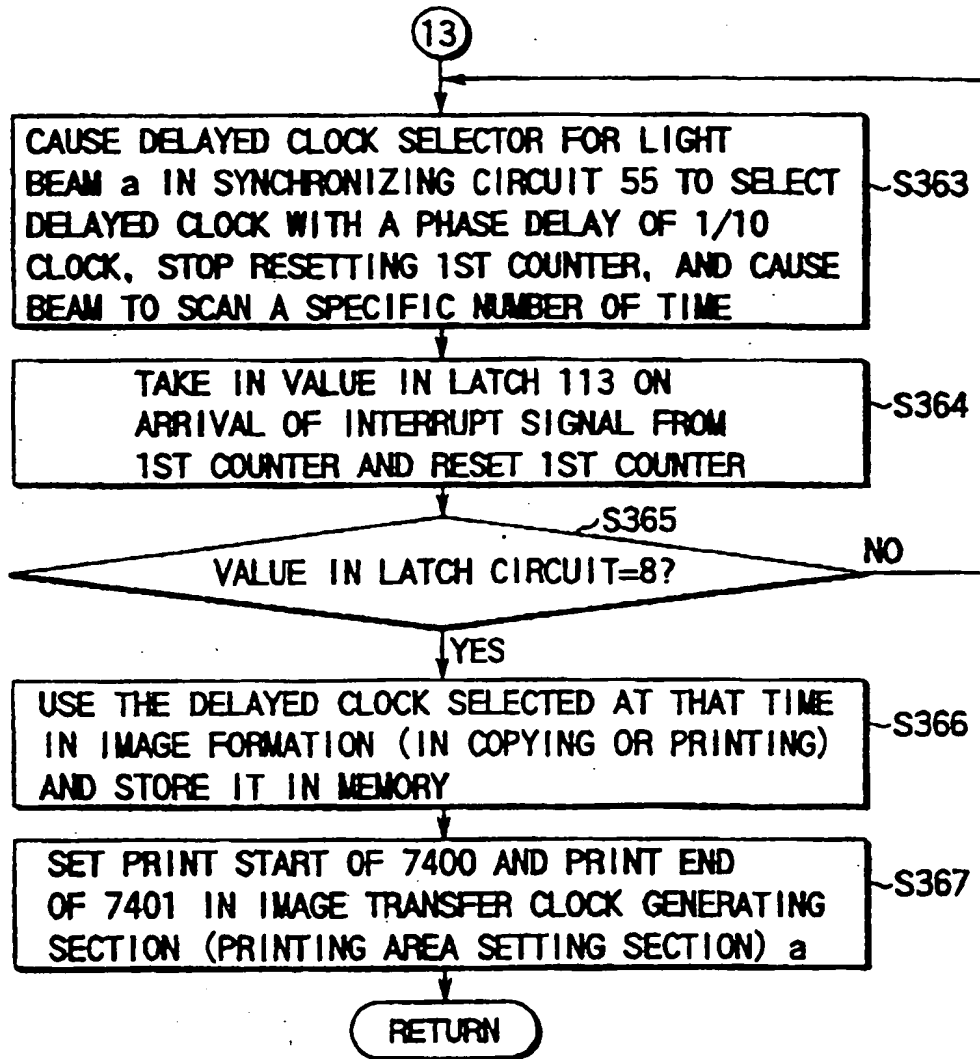 13
CAUSE DELAYED CLOCK SELECTOR FOR LIGHT
BEAM a IN SYNCHRONIZING CIRCUIT 55 TO SELECT
DELAYED CLOCK WITH A PHASE DELAY OF 1/10
CLOCK, STOP RESETTING 1ST COUNTER, AND CAUSE
BEAM TO SCAN A SPECIFIC NUMBER OF TIME
S363
TAKE IN VALUE IN LATCH 113 ON
ARRIVAL OF INTERRUPT SIGNAL FROM
1ST COUNTER AND RESET 1ST COUNTER
S364
S365
VALUE IN LATCH CIRCUIT=8?
NO
YES
USE THE DELAYED CLOCK SELECTED AT THAT TIME
IN IMAGE FORMATION (IN COPYING OR PRINTING)
AND STORE IT IN MEMORY
S366
SET PRINT START OF 7400 AND PRINT END
OF 7401 IN IMAGE TRANSFER CLOCK GENERATING
SECTION (PRINTING AREA SETTING SECTION) a
S367
RETURN